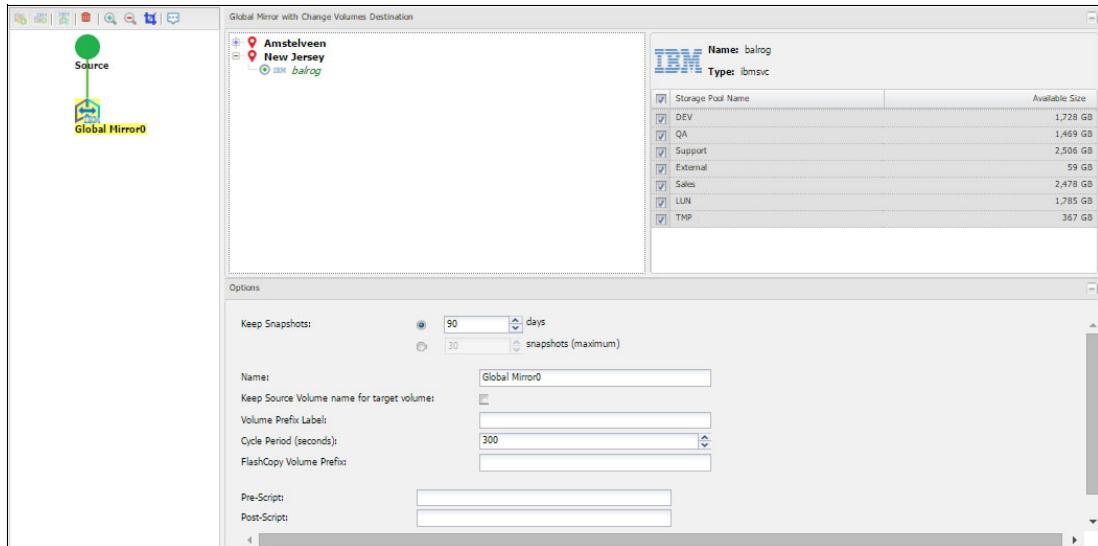 Global Mirror with Change Volumes Destination
Source
Global Mirror0
Amstelveen
New Jersey
IBM balrog
IBM
Name: balrog
Type: ibmsvc
Storage Pool Name Available Size
DEV 1,728 GB
QA 1,469 GB
Support 2,506 GB
External 59 GB
Sales 2,478 GB
LUN 1,785 GB
TMP 367 GB
Options
Keep Snapshots: 90 days
30 snapshots (maximum)
Name: Global Mirror0
Keep Source Volume name for target volume:
Volume Prefix Label:
Cycle Period (seconds): 300
FlashCopy Volume Prefix:
Pre-Script:
Post-Script: